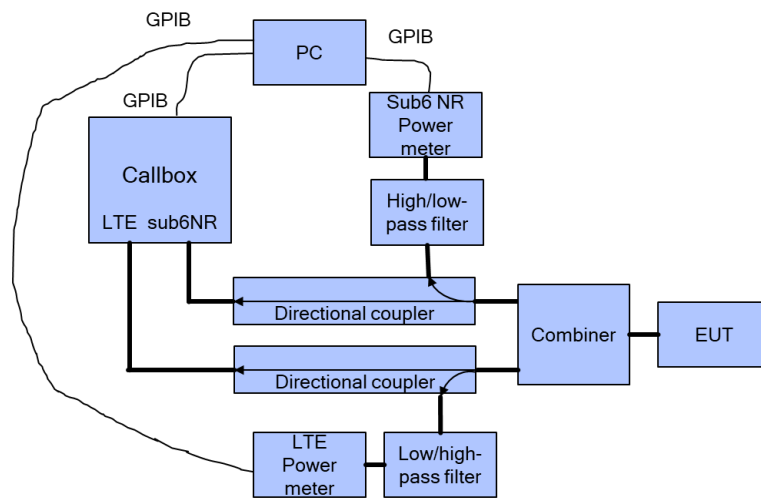 GPIB
PC
GPIB
GPIB
Sub6 NR
Power
meter
Callbox
LTE sub6NR
High/low-
pass filter
Directional coupler
Combiner
EUT
Directional coupler
LTE
Power
meter
Low/high-
pass filter